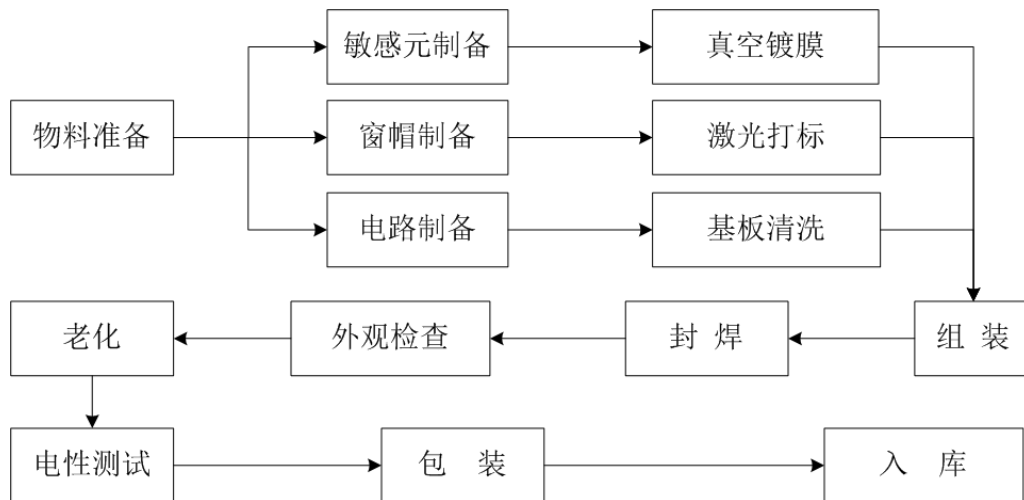 敏感元制备
真空镀膜
物料准备
窗帽制备
激光打标
电路制备
基板清洗
老化
外观检查
封 焊
组 装
电性测试
包 装
入 库